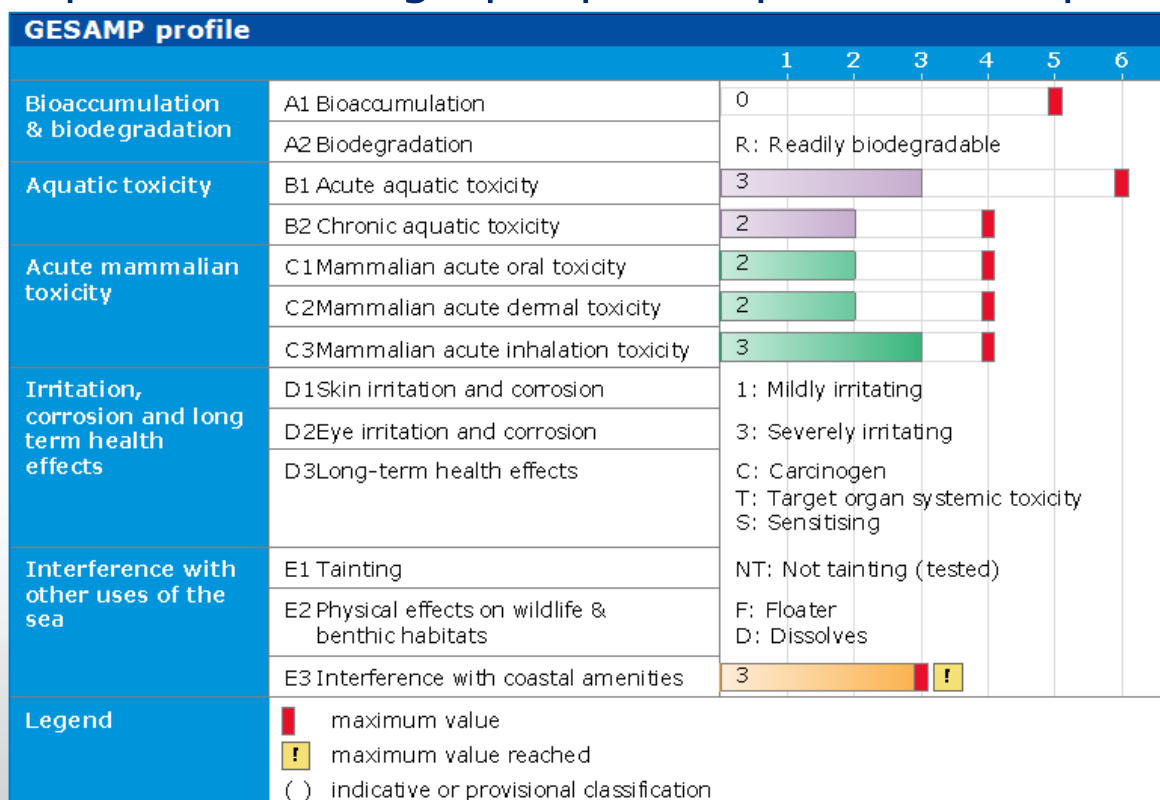 GESAMP profile
1 2 3 4 5 6
Bioaccumulation
& biodegradation
A1 Bioaccumulation
0
A2 Biodegradation
R: Readily biodegradable
Aquatic toxicity
B1 Acute aquatic toxicity
3
B2 Chronic aquatic toxicity
2
Acute mammalian
toxicity
C1Mammalian acute oral toxicity
2
C2Mammalian acute dermal toxicity
2
C3Mammalian acute inhalation toxicity
3
Irritation,
corrosion and long
term health
effects
D1Skin irritation and corrosion
1: Mildly irritating
D2Eye irritation and corrosion
3: Severely irritating
D3Long-term health effects
C: Carcinogen
T: Target organ systemic toxicity
S: Sensitising
Interference with
other uses of the
sea
E1 Tainting
NT: Not tainting (tested)
E2 Physical effects on wildlife &
benthic habitats
F: Floater
D: Dissolves
E3 Interference with coastal amenities
3 !
Legend
maximum value
! maximum value reached
( ) indicative or provisional classification